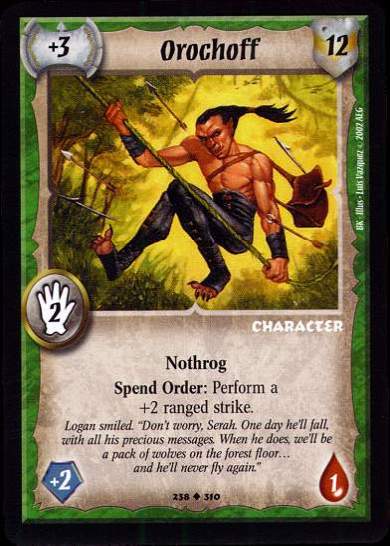 +3
Orochoff
12
BK · Illus · Luis Vazquez © 2002 AEG
2
CHARACTER
Nothrog
Spend Order: Perform a
+2 ranged strike.
Logan smiled. "Don't worry, Serah. One day he'll fall,
with all his precious messages. When he does, we'll be
a pack of wolves on the forest floor…
and he'll never fly again."
+2
1
238 ◆ 310